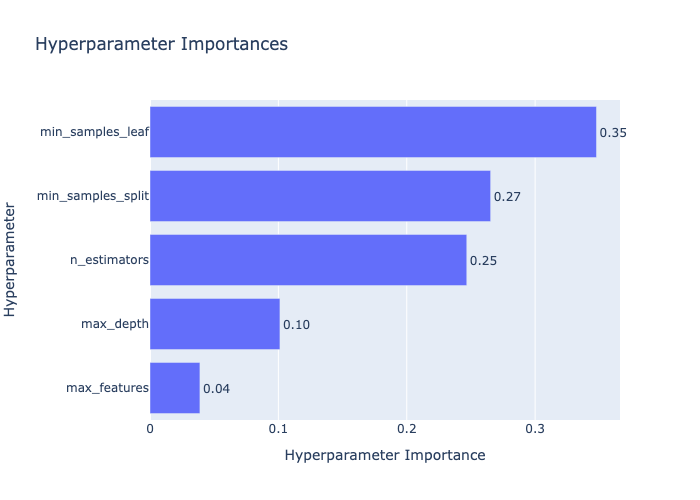 Hyperparameter Importances
Hyperparameter
min_samples_leaf 0.35
min_samples_split 0.27
n_estimators 0.25
max_depth 0.10
max_features 0.04
0 0.1 0.2 0.3
Hyperparameter Importance